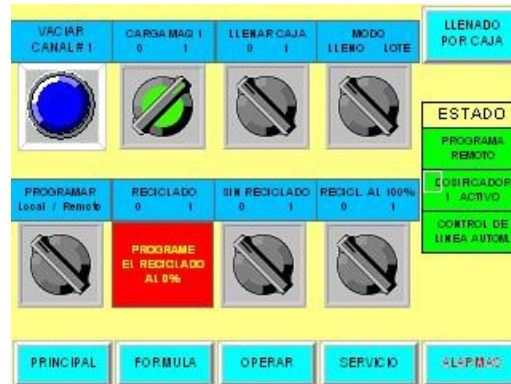 VACIAR
CANAL # 1
CARGA MAQ 1
0 1
LLENAR CAJA
0 1
MODO
LLENO LOTE
LLENADO
POR CAJA
ESTADO
PROGRAMA
REMOTO
DOSIFICADOR
1 ACTIVO
CONTROL DE
LINEA AUTOM.
PROGRAMAR
Local / Remoto
RECICLADO
0 1
SIN RECICLADO
0 1
RECICL. AL 100%
0 1
PROGRAME
EL RECICLADO
AL 0%
PRINCIPAL
FORMULA
OPERAR
SERVICIO
ALARMAS